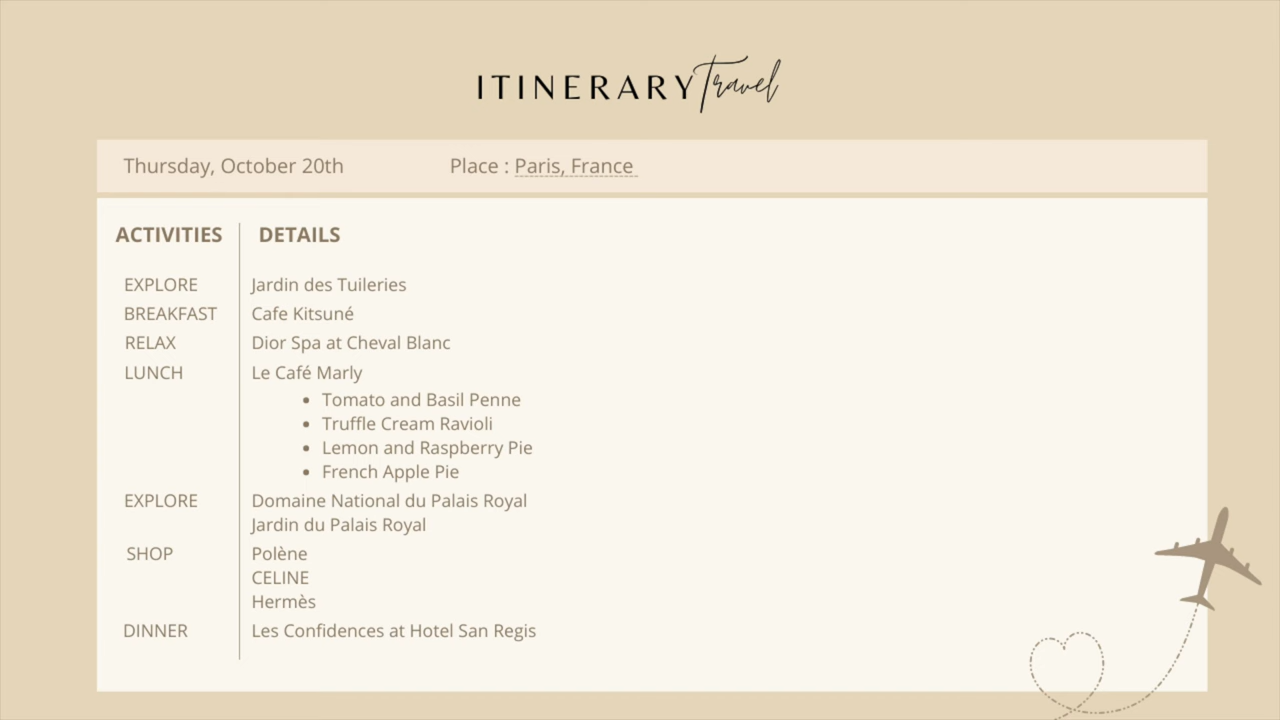 ITINERARY Travel
Thursday, October 20th Place : Paris, France
ACTIVITIES DETAILS
EXPLORE Jardin des Tuileries
BREAKFAST Cafe Kitsuné
RELAX Dior Spa at Cheval Blanc
LUNCH Le Café Marly
• Tomato and Basil Penne
• Truffle Cream Ravioli
• Lemon and Raspberry Pie
• French Apple Pie
EXPLORE Domaine National du Palais Royal
Jardin du Palais Royal
SHOP Polène
CELINE
Hermès
DINNER Les Confidences at Hotel San Regis